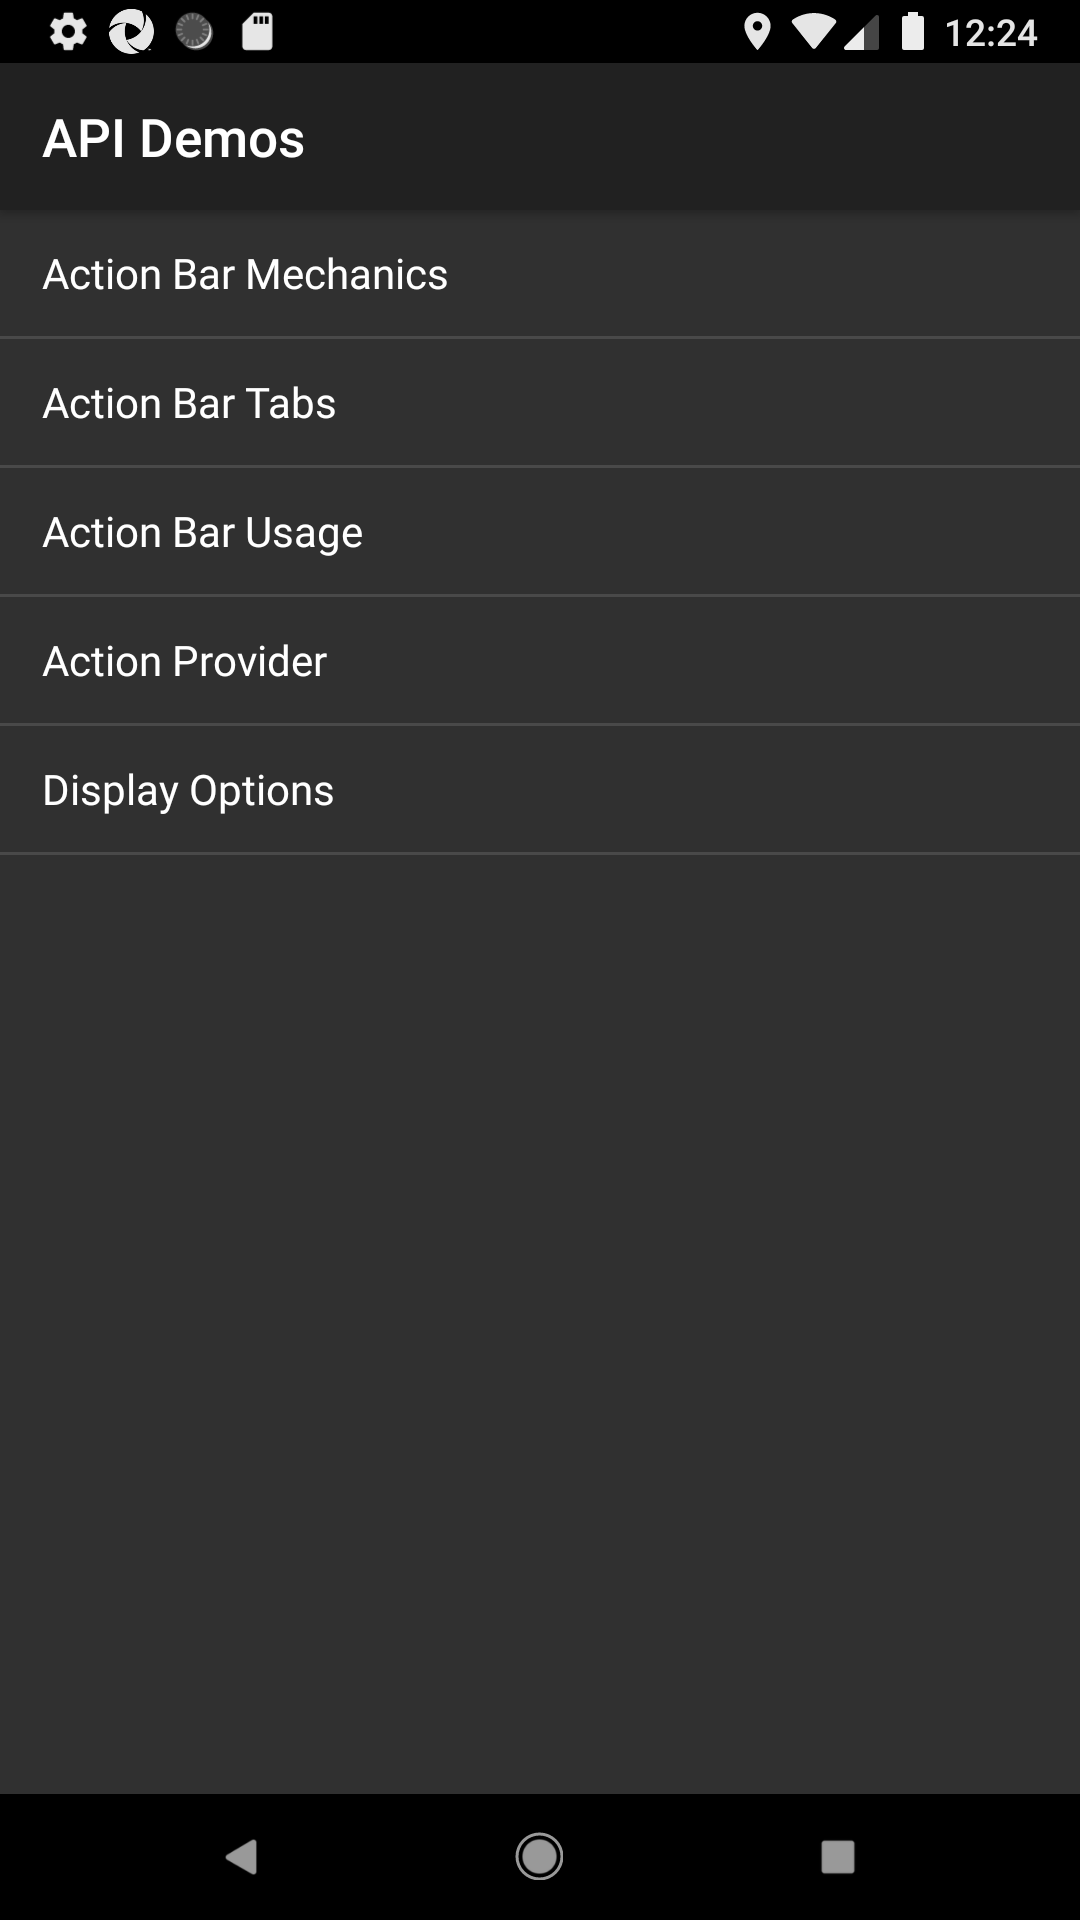 12:24
API Demos
Action Bar Mechanics
Action Bar Tabs
Action Bar Usage
Action Provider
Display Options